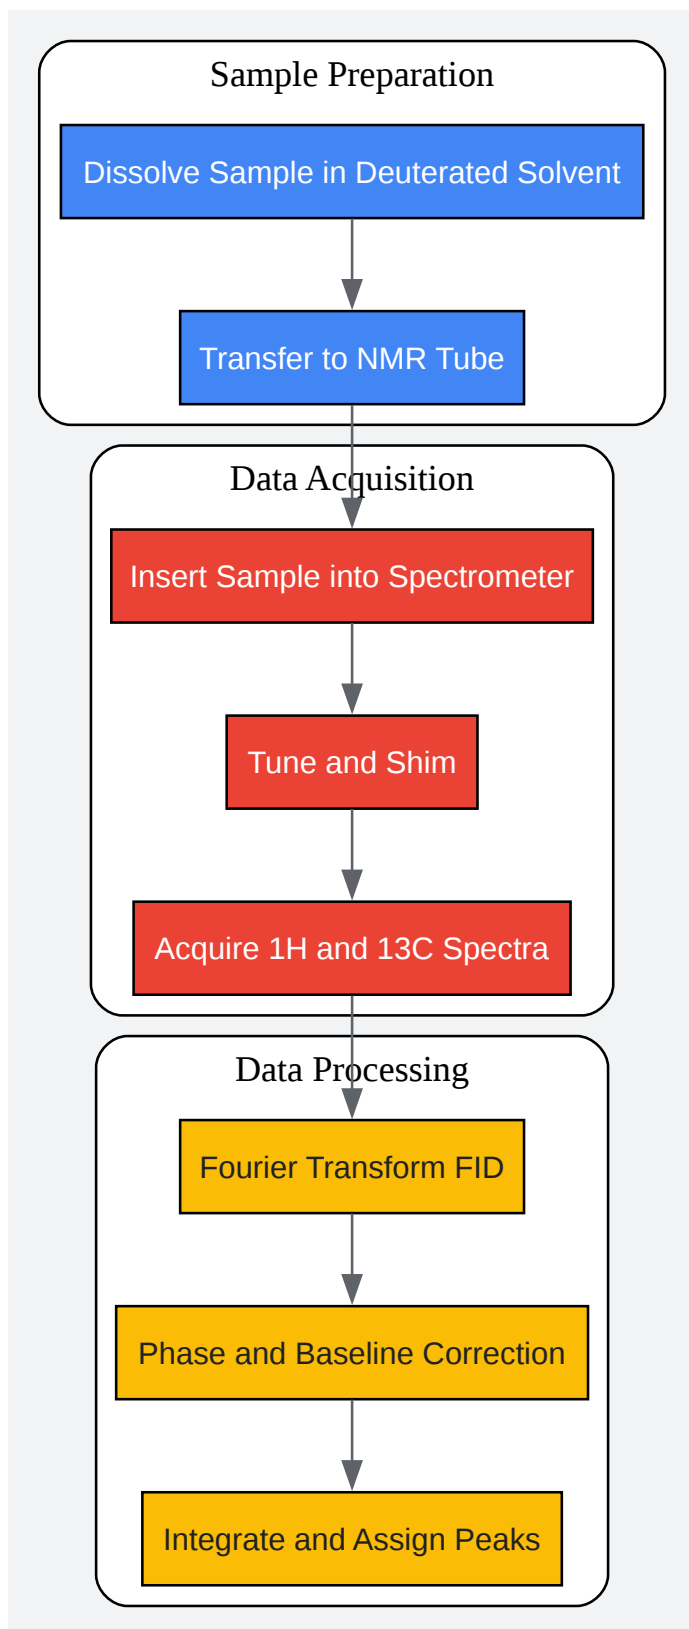 Sample Preparation
Dissolve Sample in Deuterated Solvent
Transfer to NMR Tube
Data Acquisition
Insert Sample into Spectrometer
Tune and Shim
Acquire 1H and 13C Spectra
Data Processing
Fourier Transform FID
Phase and Baseline Correction
Integrate and Assign Peaks